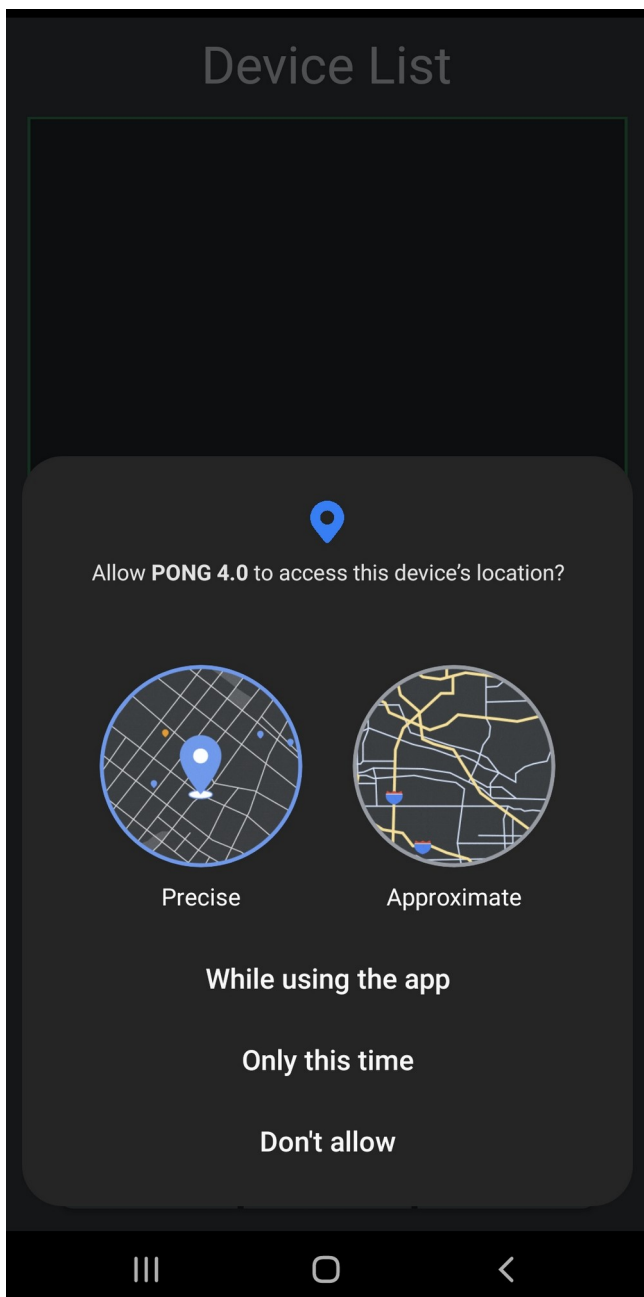 Device List
Allow PONG 4.0 to access this device's location?
Precise
Approximate
While using the app
Only this time
Don't allow